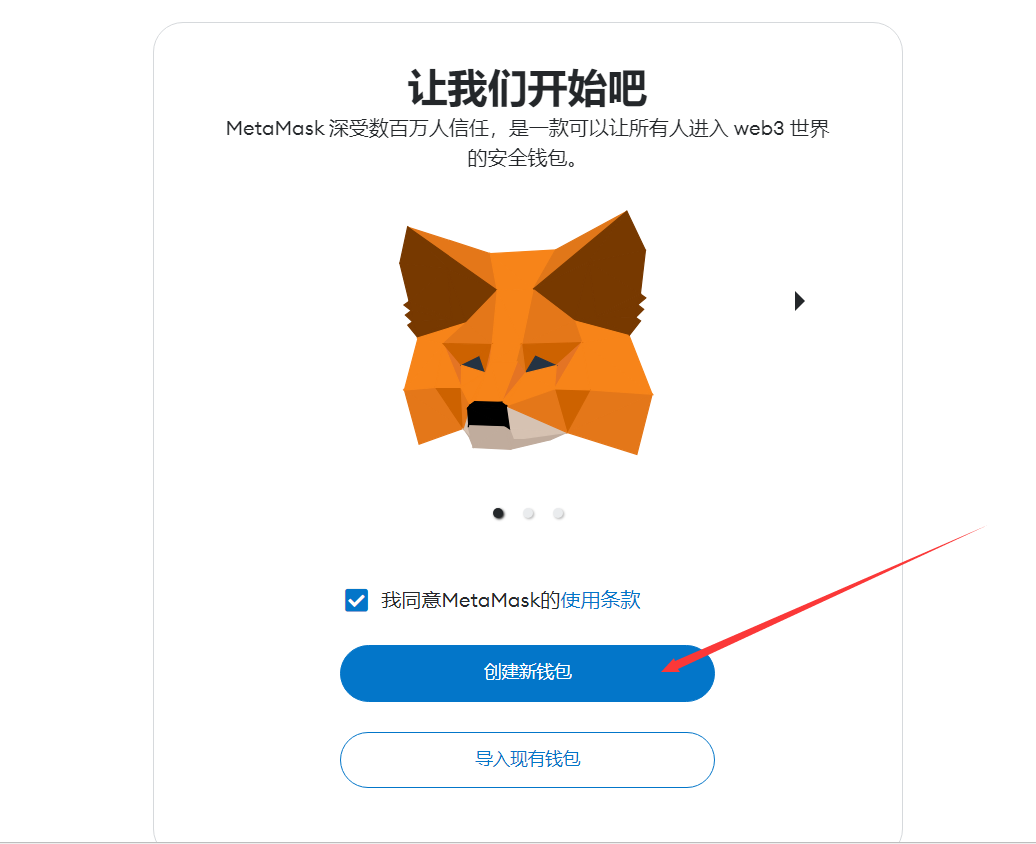 让我们开始吧
MetaMask 深受数百万人信任，是一款可以让所有人进入 web3 世界
的安全钱包。
我同意MetaMask的使用条款
创建新钱包
导入现有钱包